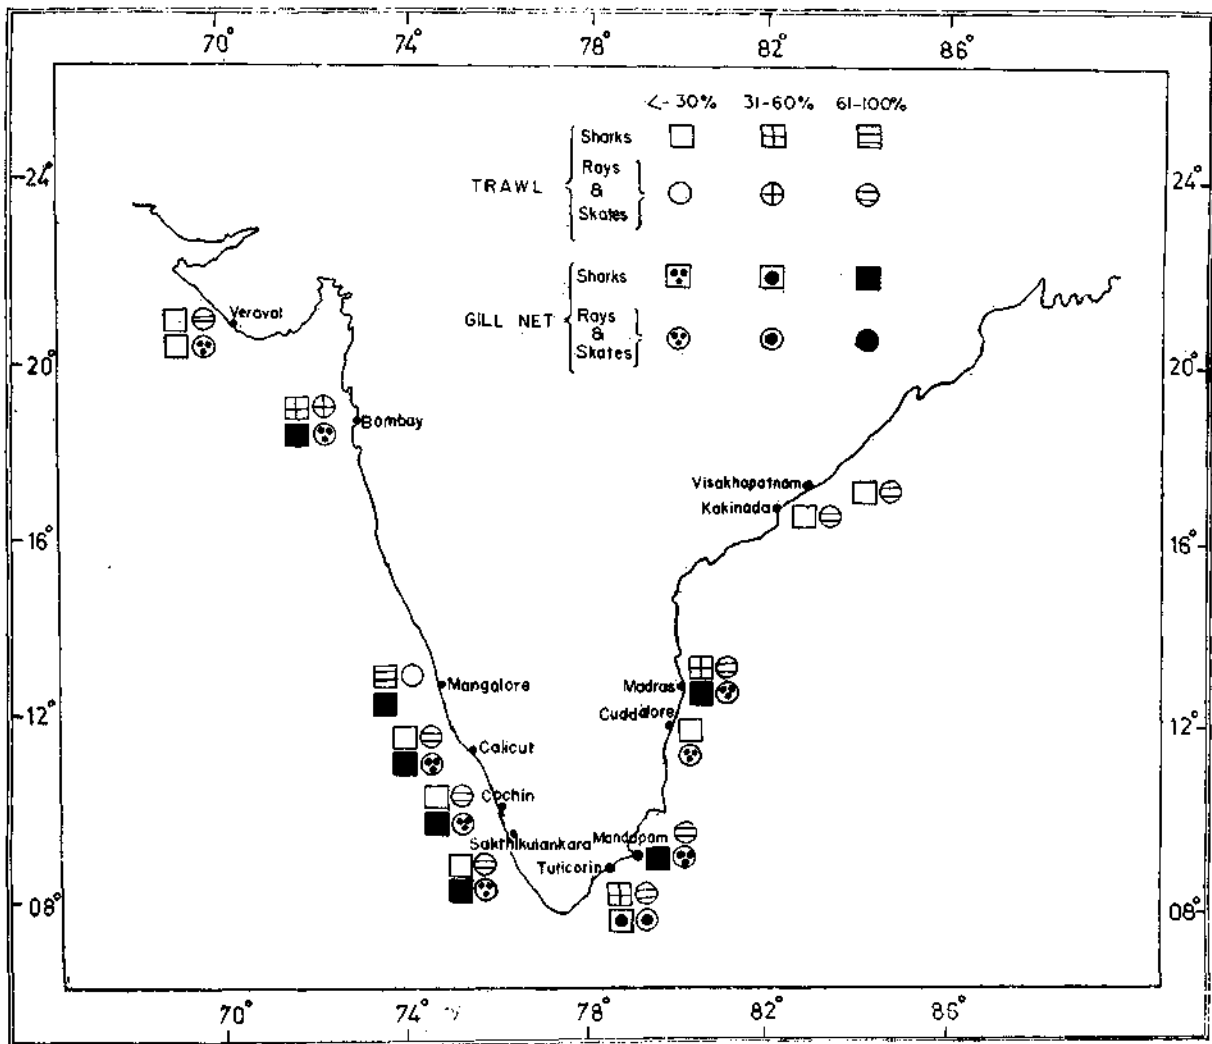 70° 74° 78° 82° 86°
<-30% 31-60% 61-100%
Sharks
TRAWL
Rays
&
Skates
Sharks
GILL NET
Rays
&
Skates
24° 24°
20° 20°
16° 16°
12° 12°
08° 08°
Veraval
Bombay
Visakhapatnam
Kakinada
Mangalore
Madras
Cuddalore
Calicut
Cochin
Sakthikulankara
Mandapam
Tuticorin
70° 74° 78° 82° 86°